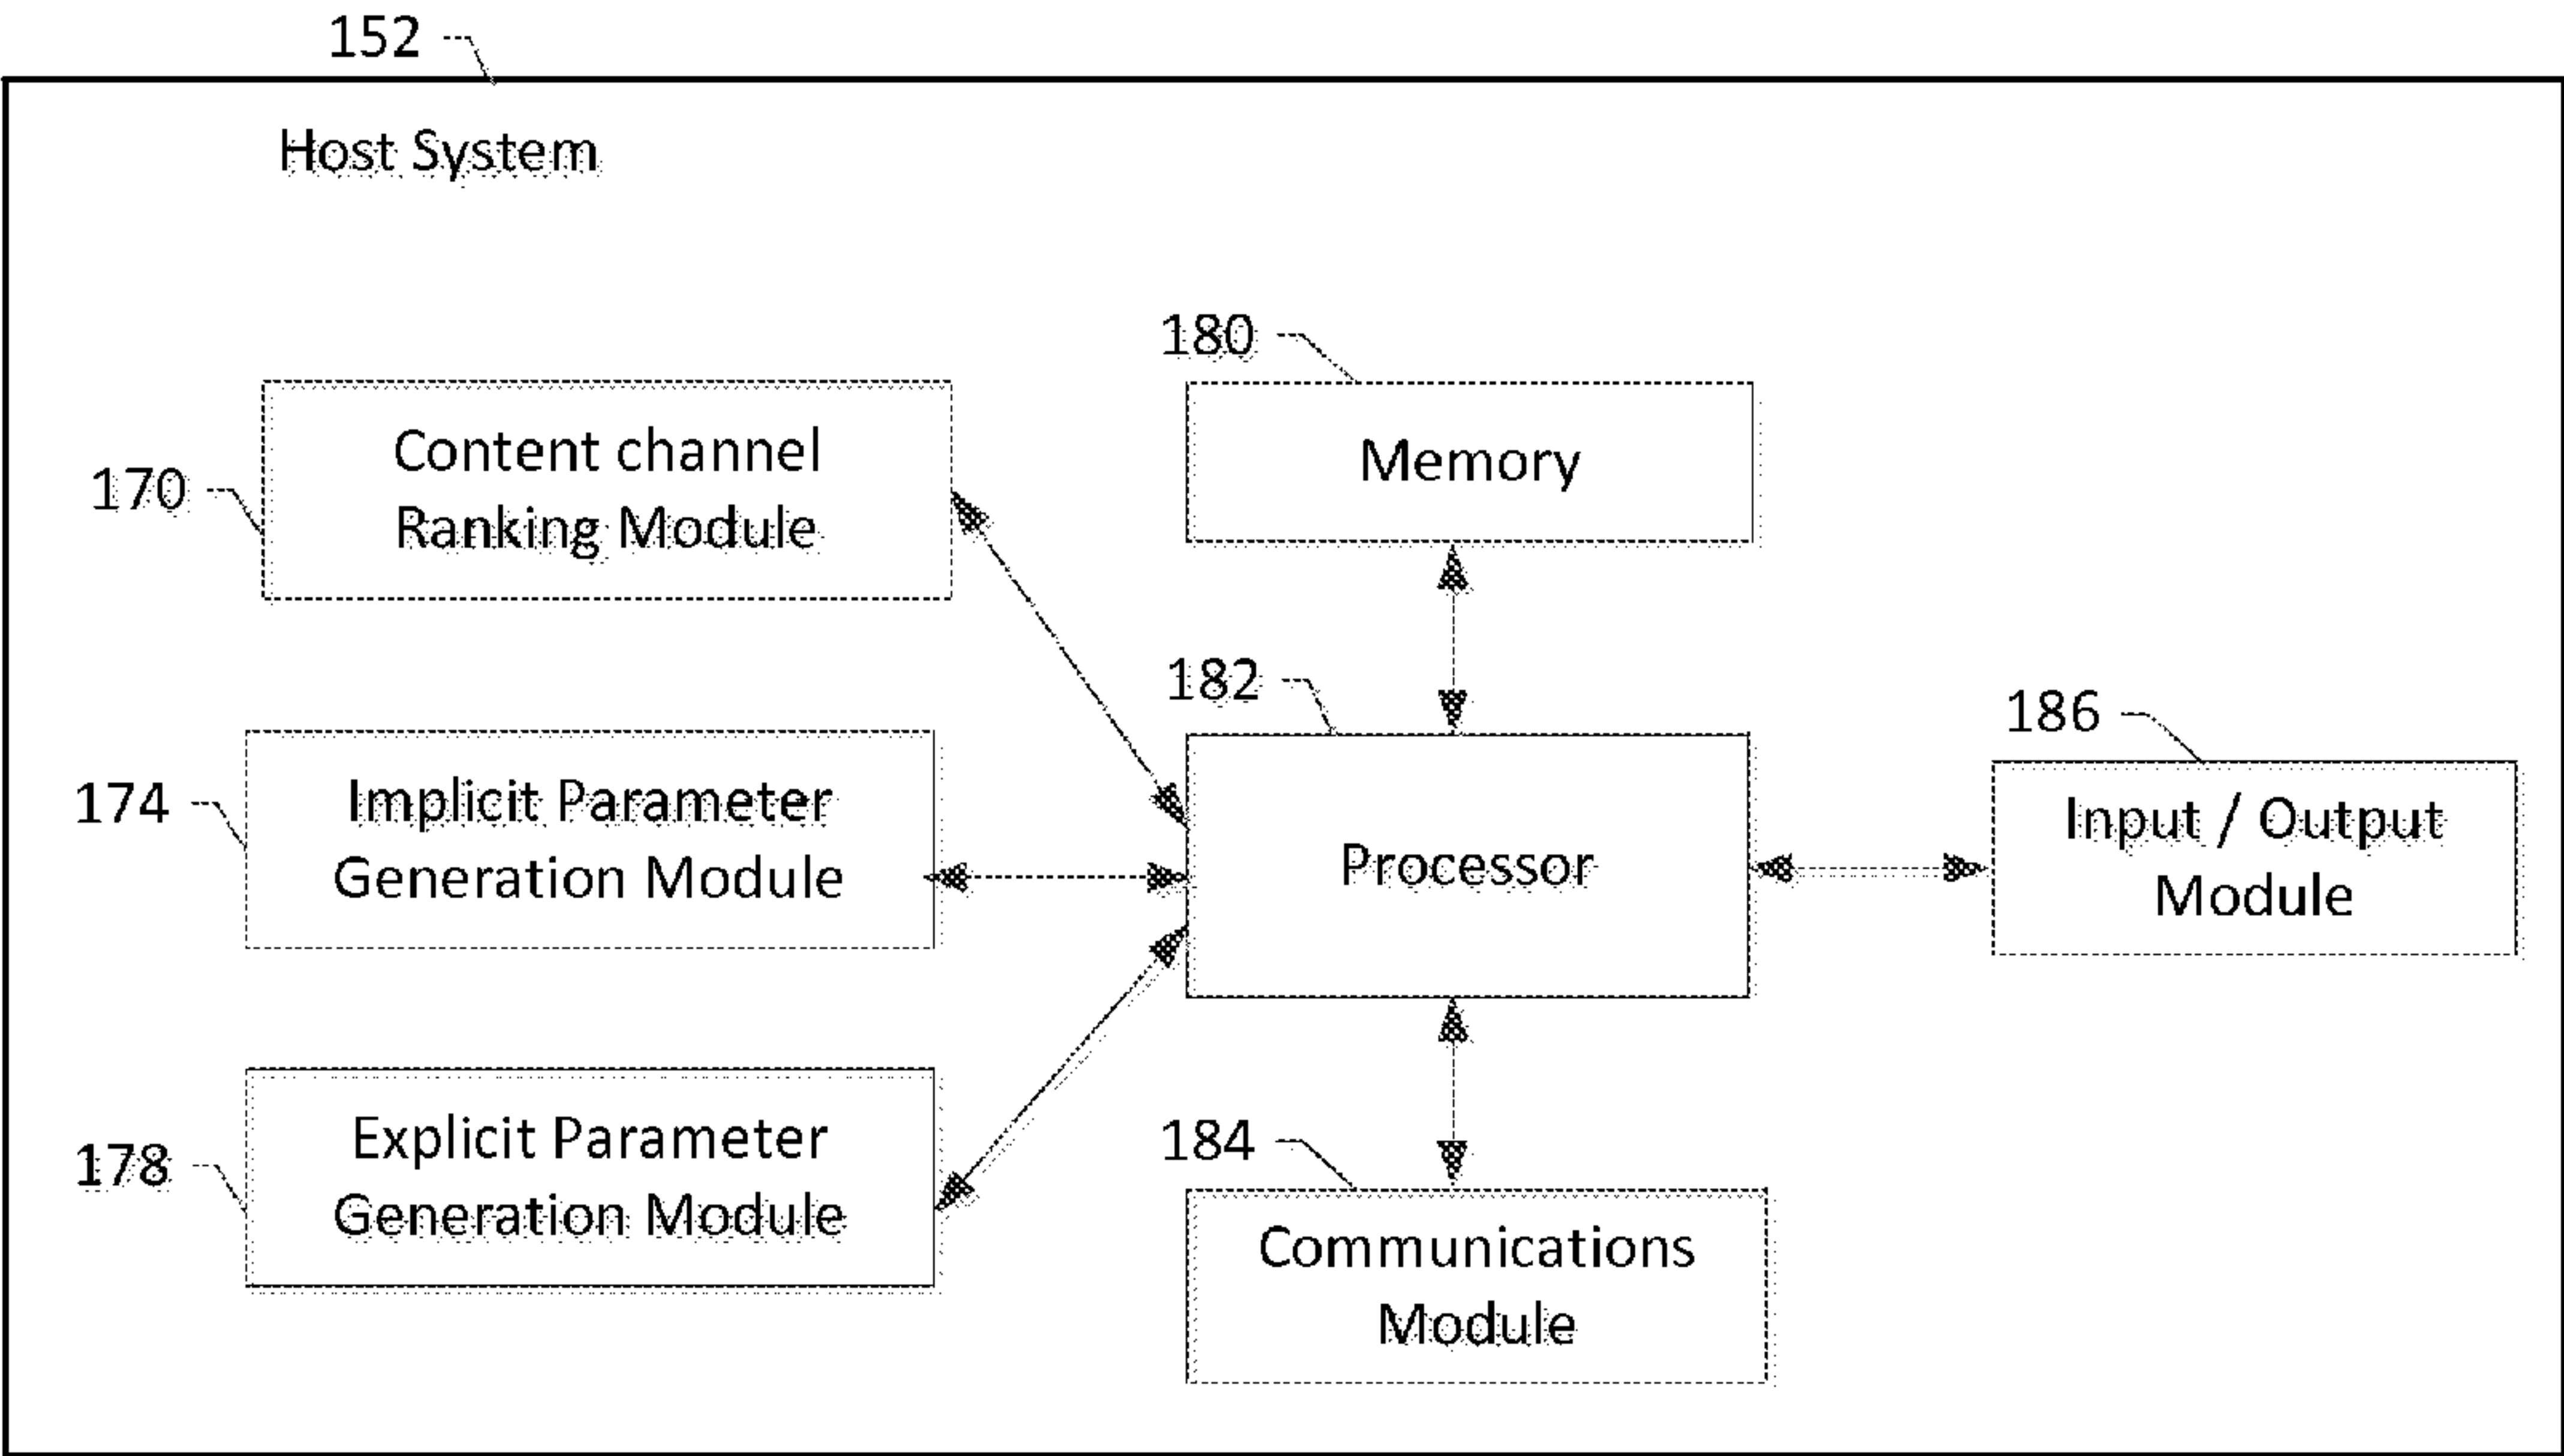 152
Host System
180
Content channel
Ranking Module
170
Memory
182
186
Implicit Parameter
Generation Module
174
Processor
Input / Output
Module
184
Explicit Parameter
Generation Module
178
Communications
Module